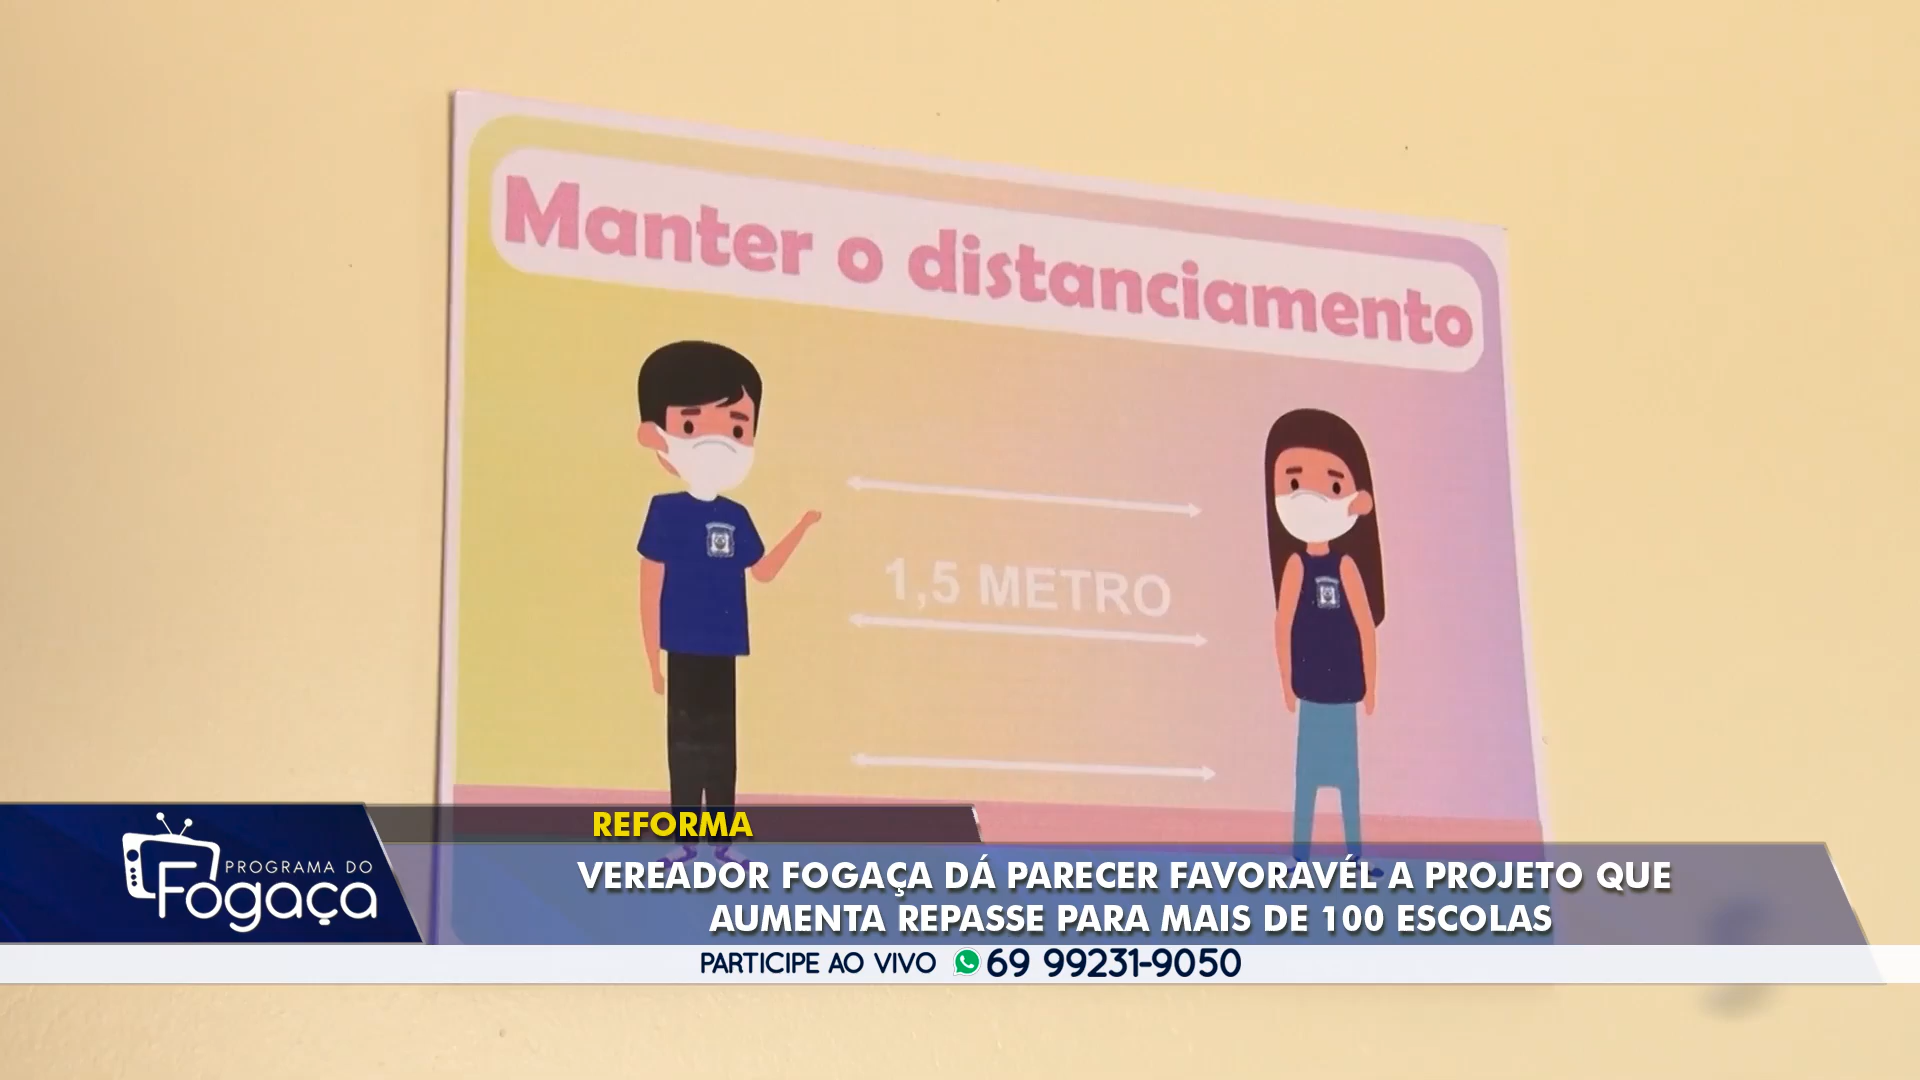 Manter o distanciamento
1,5 METRO
REFORMA
PROGRAMA DO
Fogaça
VEREADOR FOGAÇA DÁ PARECER FAVORAVÉL A PROJETO QUE
AUMENTA REPASSE PARA MAIS DE 100 ESCOLAS
PARTICIPE AO VIVO 69 99231-9050